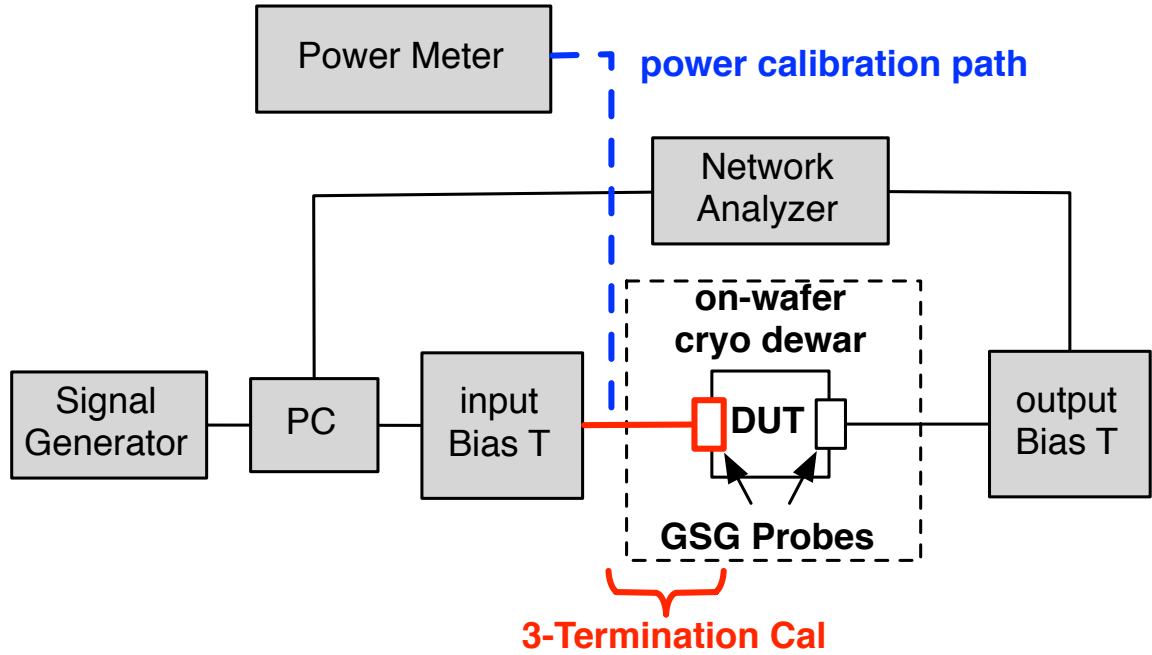 Power Meter
power calibration path
Network
Analyzer
on-wafer
cryo dewar
Signal
Generator
PC
input
Bias T
DUT
output
Bias T
GSG Probes
3-Termination Cal